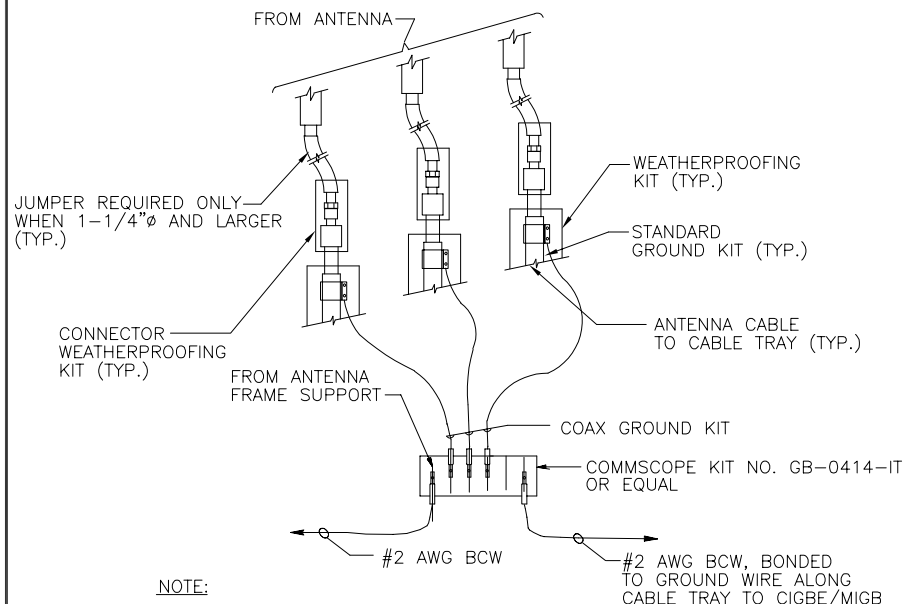 FROM ANTENNA
WEATHERPROOFING
KIT (TYP.)
JUMPER REQUIRED ONLY
WHEN 1-1/4"ø AND LARGER
(TYP.)
STANDARD
GROUND KIT (TYP.)
CONNECTOR
WEATHERPROOFING
KIT (TYP.)
ANTENNA CABLE
TO CABLE TRAY (TYP.)
FROM ANTENNA
FRAME SUPPORT
COAX GROUND KIT
COMMSCOPE KIT NO. GB-0414-IT
OR EQUAL
#2 AWG BCW
#2 AWG BCW, BONDED
TO GROUND WIRE ALONG
CABLE TRAY TO CIGBE/MIGB
NOTE: